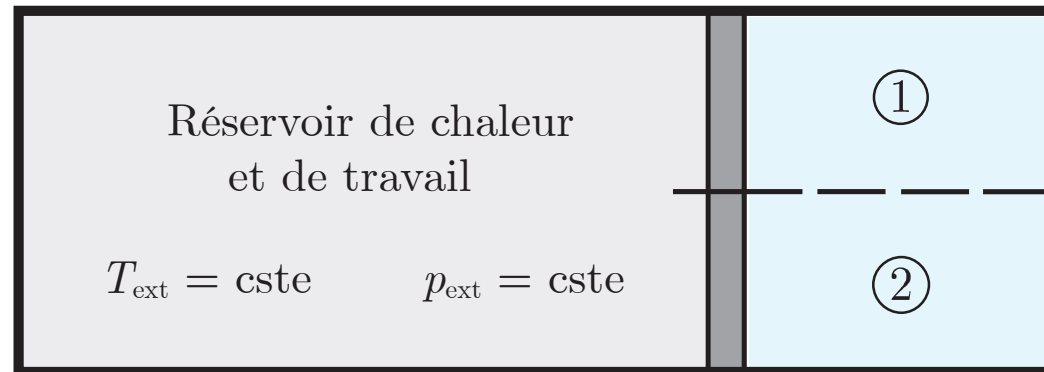 Réservoir de chaleur
et de travail
T_ext = cste p_ext = cste
①
②